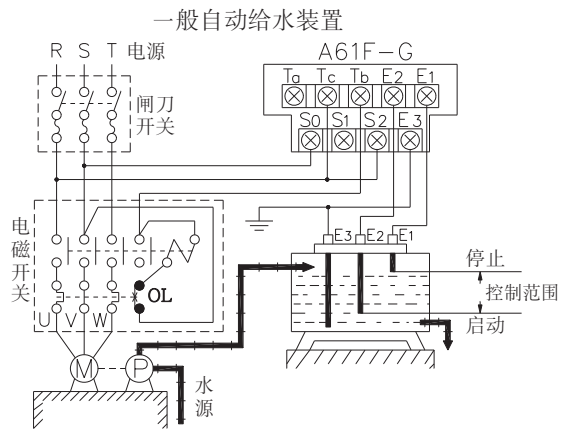 一般自动给水装置
R S T 电源
A61F-G
Ta Tc Tb E2 E1
闸刀
开关
S0 S1 S2 E3
电
磁
开
关
E3 E2 E1
停止
控制范围
启动
OL
U V W
M P
水
源